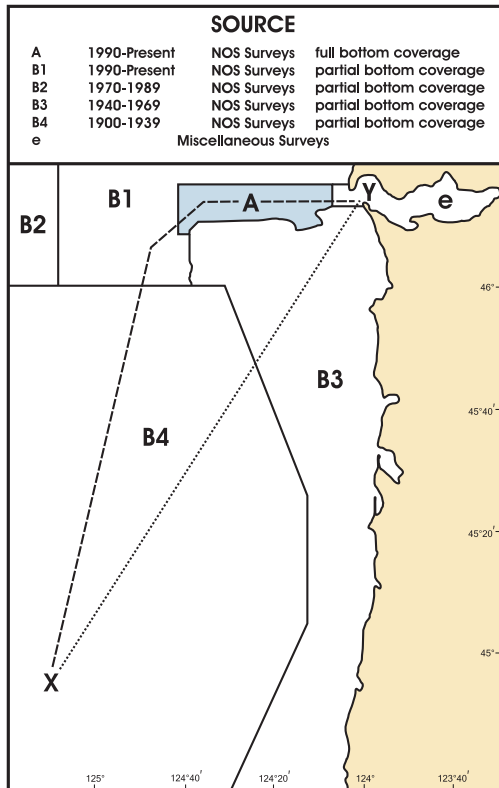 SOURCE
A 1990-Present NOS Surveys full bottom coverage
B1 1990-Present NOS Surveys partial bottom coverage
B2 1970-1989 NOS Surveys partial bottom coverage
B3 1940-1969 NOS Surveys partial bottom coverage
B4 1900-1939 NOS Surveys partial bottom coverage
e Miscellaneous Surveys
B1
A
Y
e
B2
46°
B3
45°40′
B4
45°20′
45°
X
125°
124°40′
124°20′
124°
123°40′